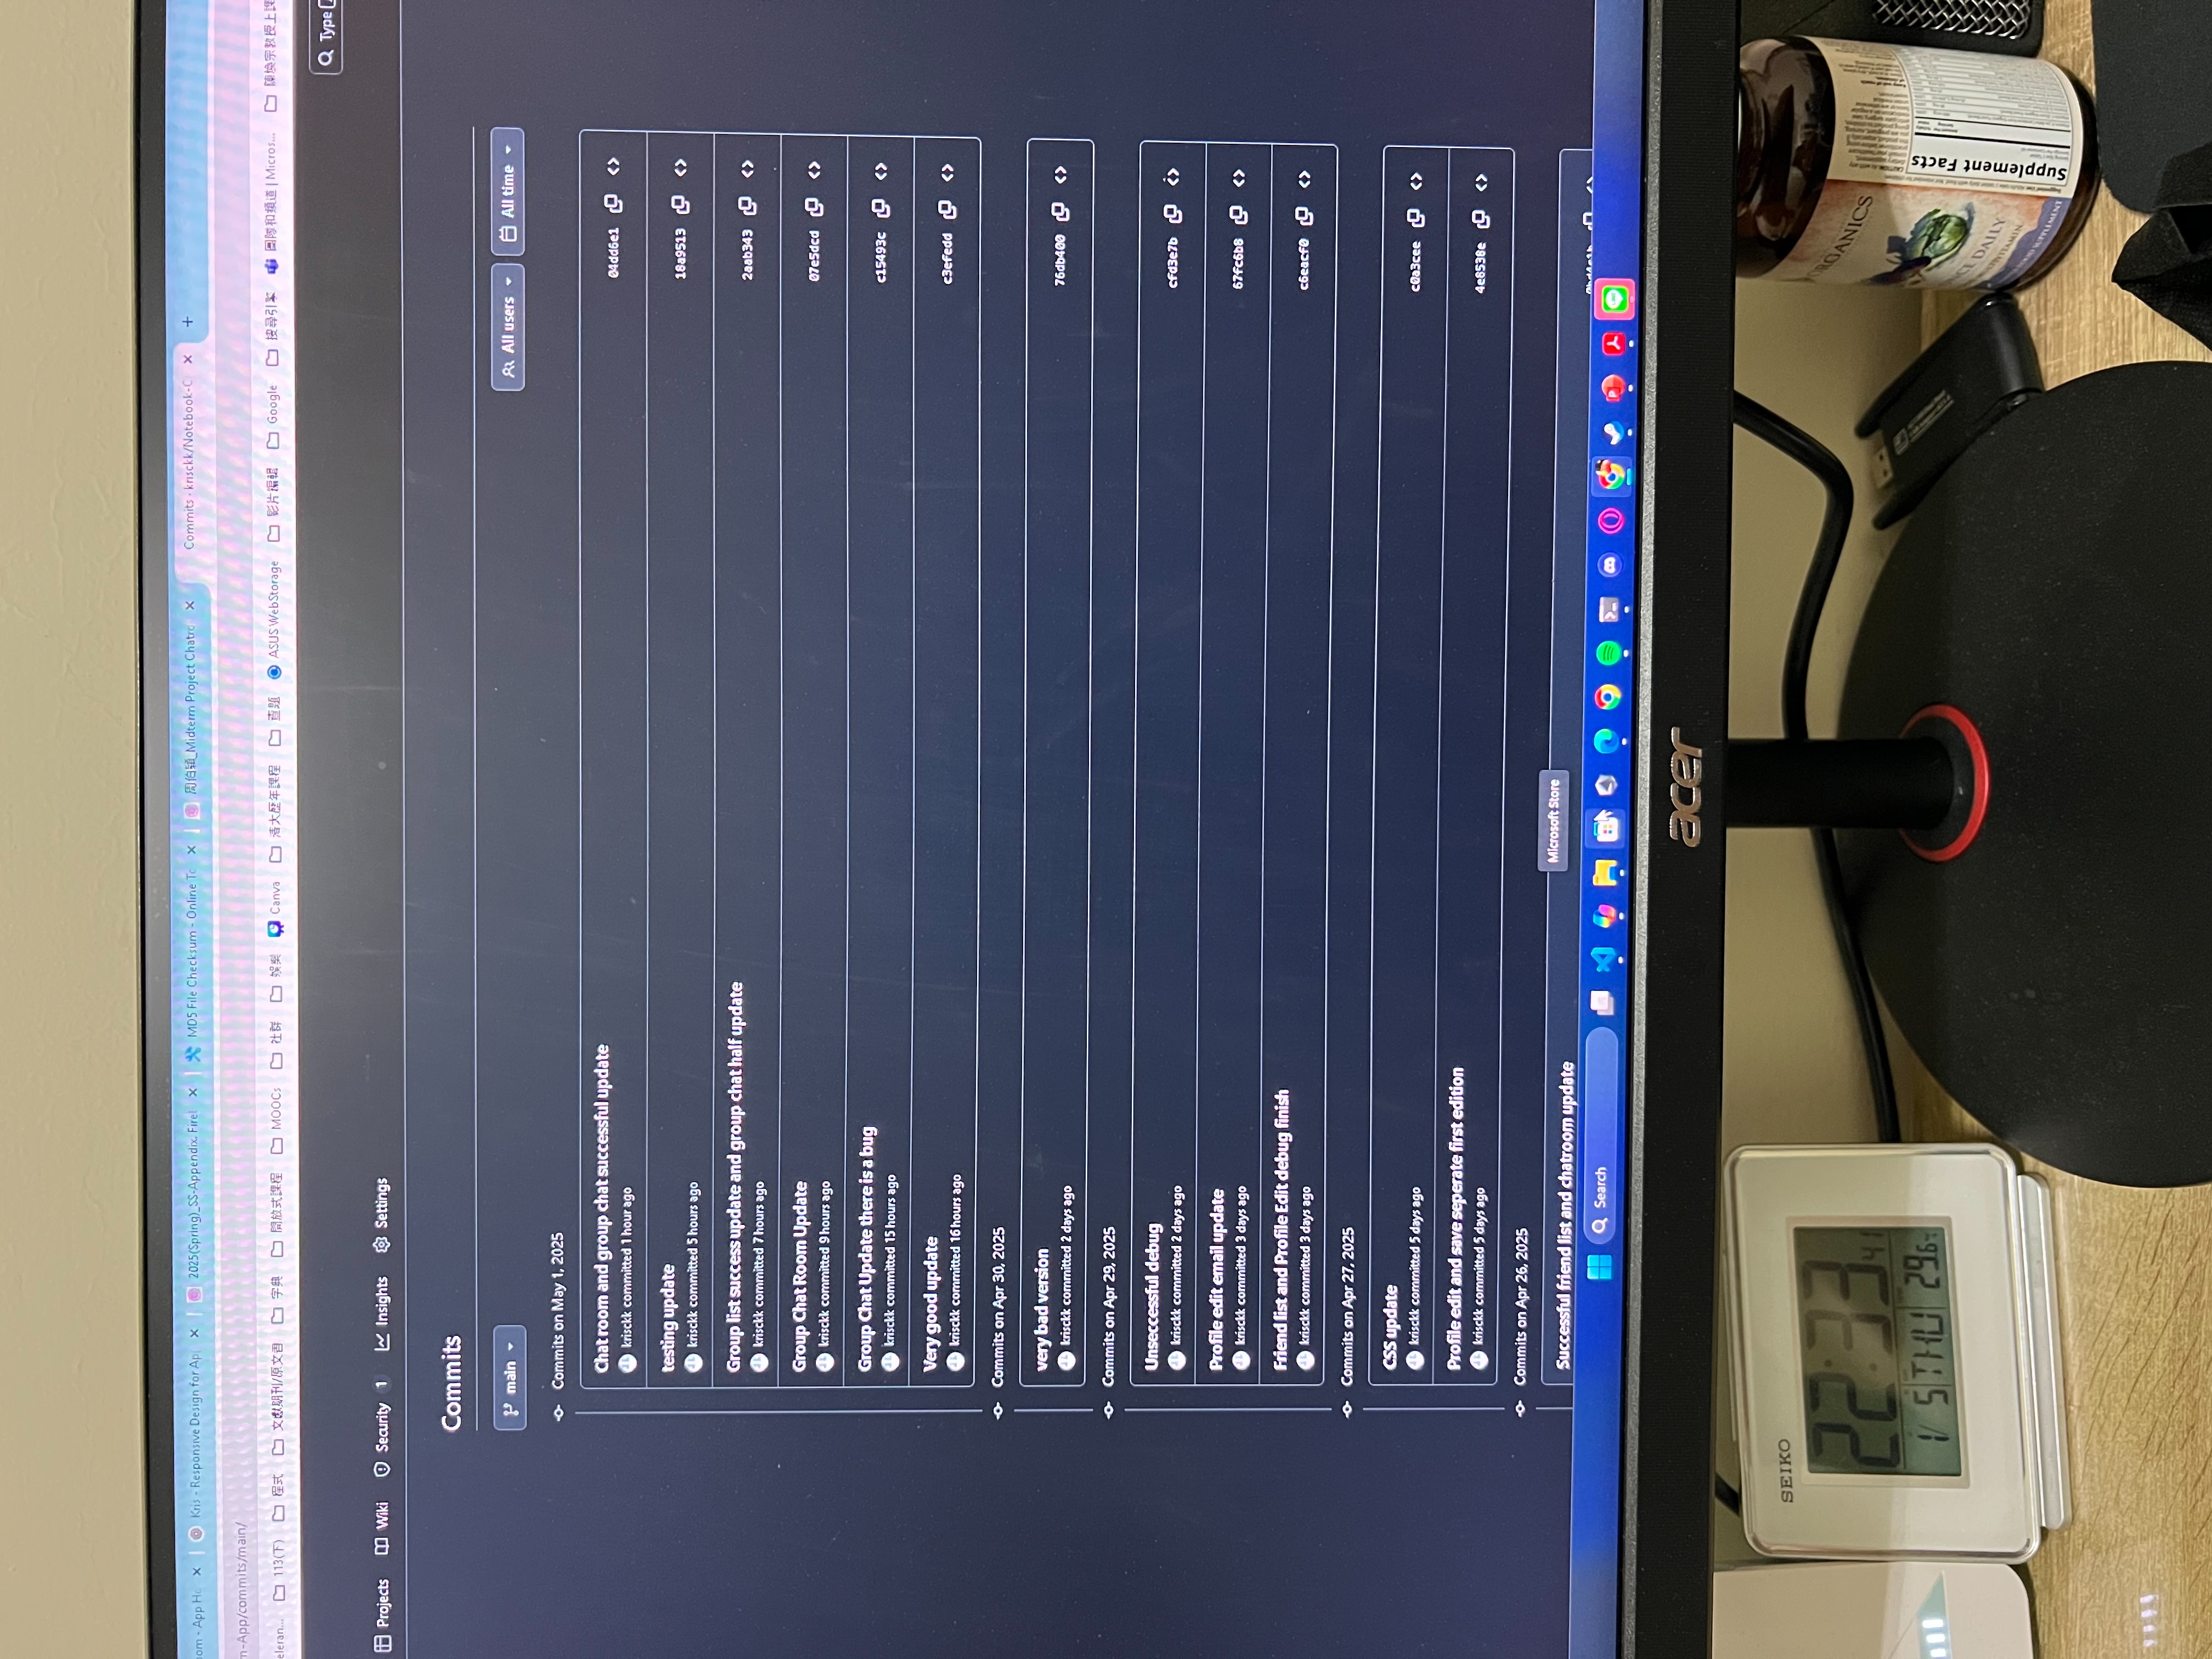 om - App Ho
Kris - Responsive Design for Ap
2025(Spring)_SS-Appendix. Firel
MD5 File Checksum - Online To
周伯穎_Midterm Project Chatro
Commits · krisckk/Notebook-C
m-App/commits/main/
eleran...
113(下)
程式
文獻期刊/原文書
字典
開放式課程
MOOCs
社群
娛樂
Canva
清大歷年課程
查題
ASUS WebStorage
影片編輯
Google
搜尋引擎
團隊和頻道 | Micros...
陳煥宗教授上課
Type
Projects
Wiki
Security 1
Insights
Settings
Commits
main
All users
All time
Commits on May 1, 2025
Chat room and group chat successful update
krisckk committed 1 hour ago
04dd6e1
testing update
krisckk committed 5 hours ago
18a9513
Group list success update and group chat half update
krisckk committed 7 hours ago
2aab343
Group Chat Room Update
krisckk committed 9 hours ago
07e5dcd
Group Chat Update there is a bug
krisckk committed 15 hours ago
c15493c
Very good update
krisckk committed 16 hours ago
c3efedd
Commits on Apr 30, 2025
very bad version
krisckk committed 2 days ago
76db400
Commits on Apr 29, 2025
Unseccessful debug
krisckk committed 2 days ago
cfd3e7b
Profile edit email update
krisckk committed 3 days ago
67fc6b8
Friend list and Profile Edit debug finish
krisckk committed 3 days ago
c6eacf0
Commits on Apr 27, 2025
CSS update
krisckk committed 5 days ago
c0a3cee
Profile edit and save seperate first edition
krisckk committed 5 days ago
4e8538e
Commits on Apr 26, 2025
Successful friend list and chatroom update
Microsoft Store
Search
acer
SEIKO
22:33 41
1/ 5 THU 29.6℃
ORGANICS
DAILY
Supplement Facts